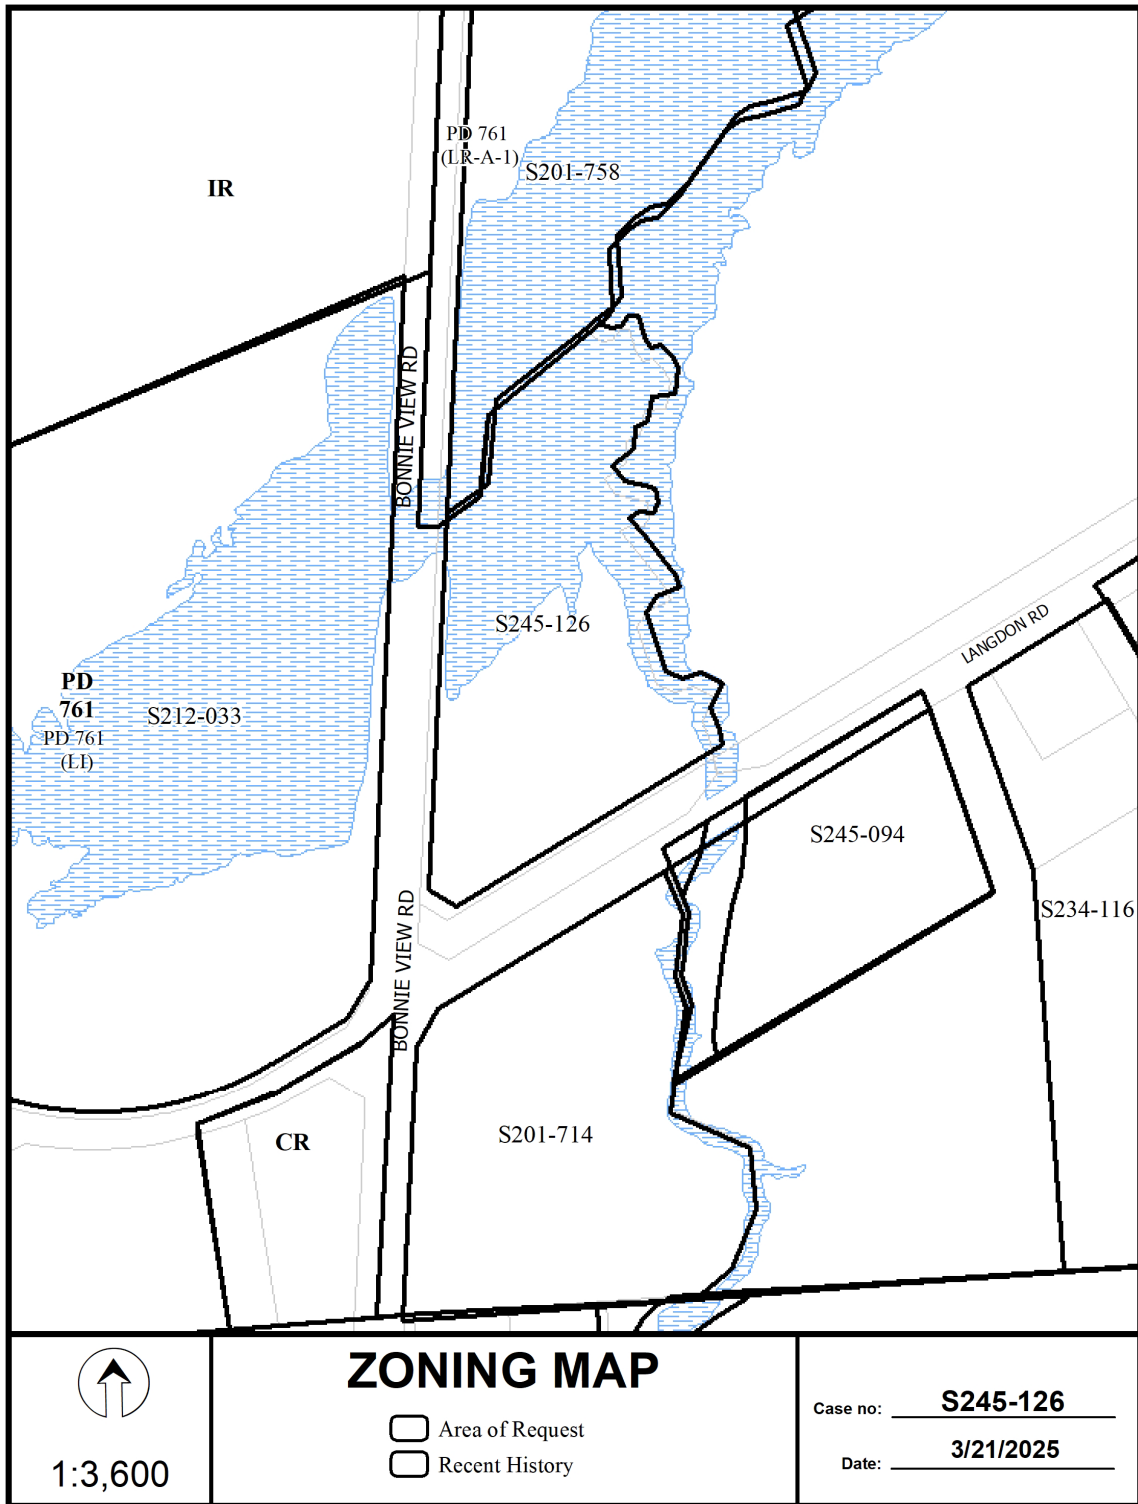 PD 761
(LR-A-1)
S201-758
IR
BONNIE VIEW RD
S245-126
LANGDON RD
PD
761
S212-033
PD 761
(LI)
S245-094
S234-116
BONNIE VIEW RD
S201-714
CR
1:3,600
ZONING MAP
Area of Request
Recent History
Case no: S245-126
Date: 3/21/2025